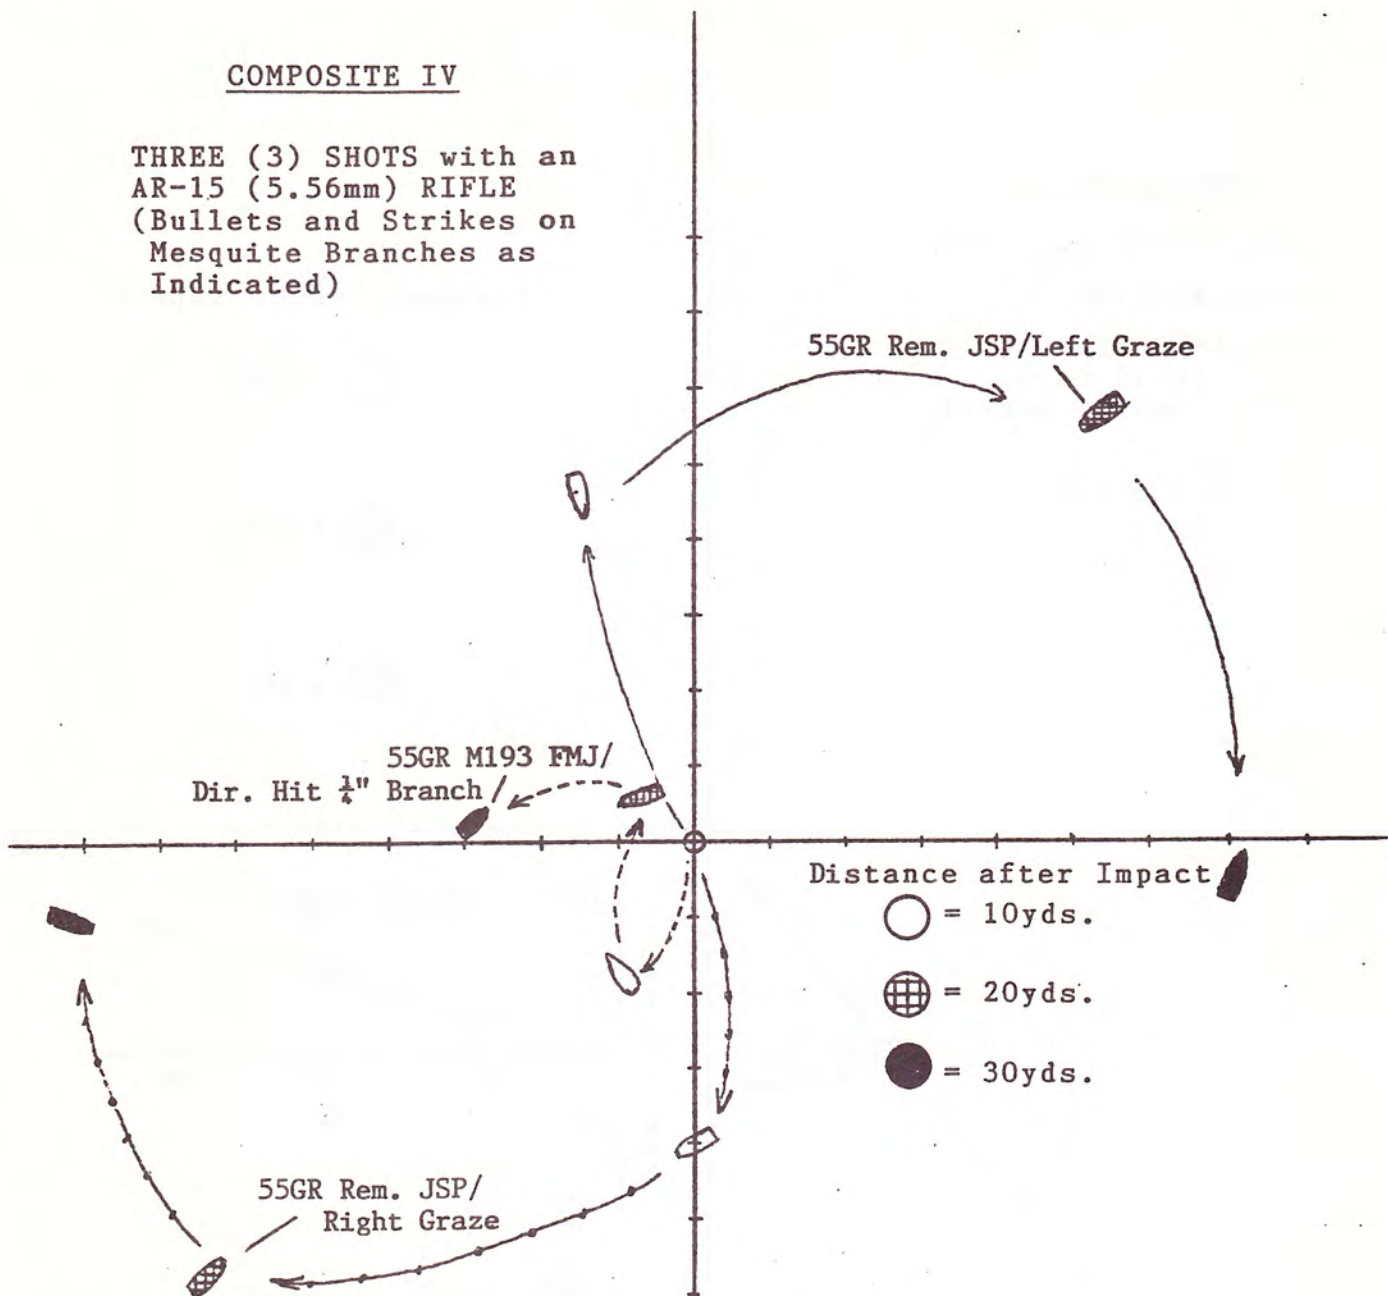 COMPOSITE IV
THREE (3) SHOTS with an
AR-15 (5.56mm) RIFLE
(Bullets and Strikes on
Mesquite Branches as
Indicated)
55GR Rem. JSP/Left Graze
55GR M193 FMJ/
Dir. Hit ¼" Branch
Distance after Impact
= 10yds.
= 20yds.
= 30yds.
55GR Rem. JSP/
Right Graze